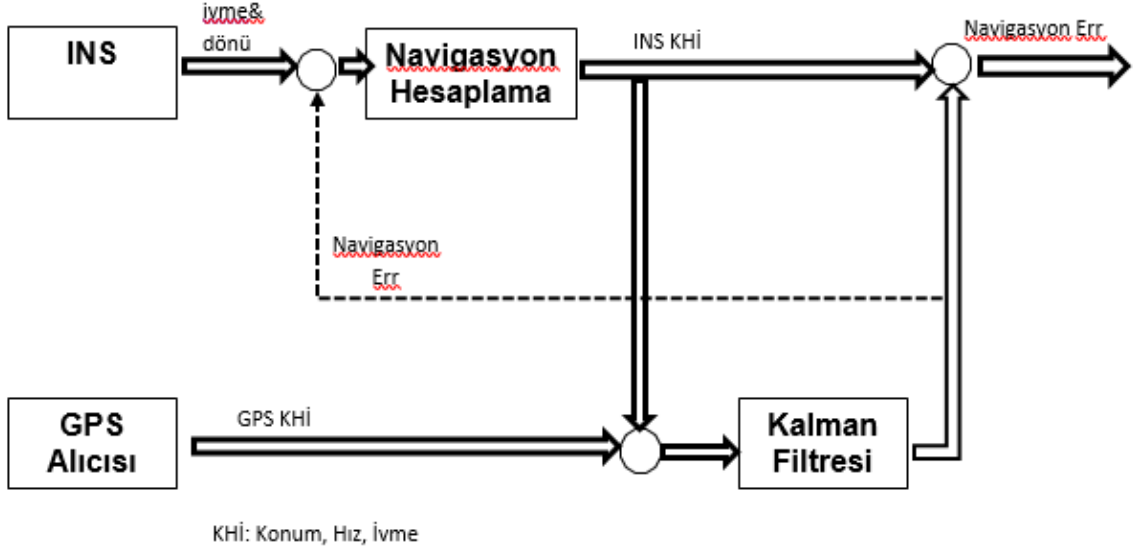 ivme&
dönü
INS
Navigasyon
Hesaplama
INS KHİ
Navigasyon Err
Navigasyon
Err
GPS
Alıcısı
GPS KHİ
Kalman
Filtresi
KHİ: Konum, Hız, İvme